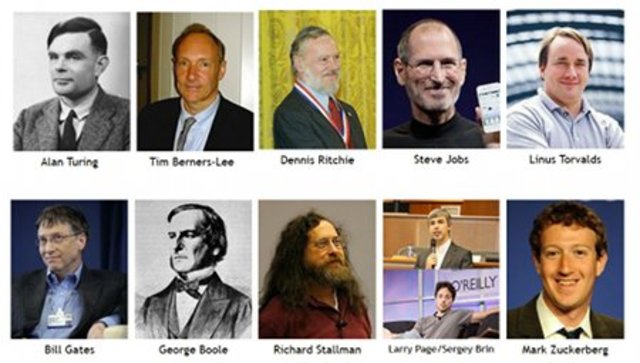 Alan Turing
Tim Berners-Lee
Dennis Ritchie
Steve Jobs
Linus Torvalds
O'REILLY
Bill Gates
George Boole
Richard Stallman
Larry Page/Sergey Brin
Mark Zuckerberg